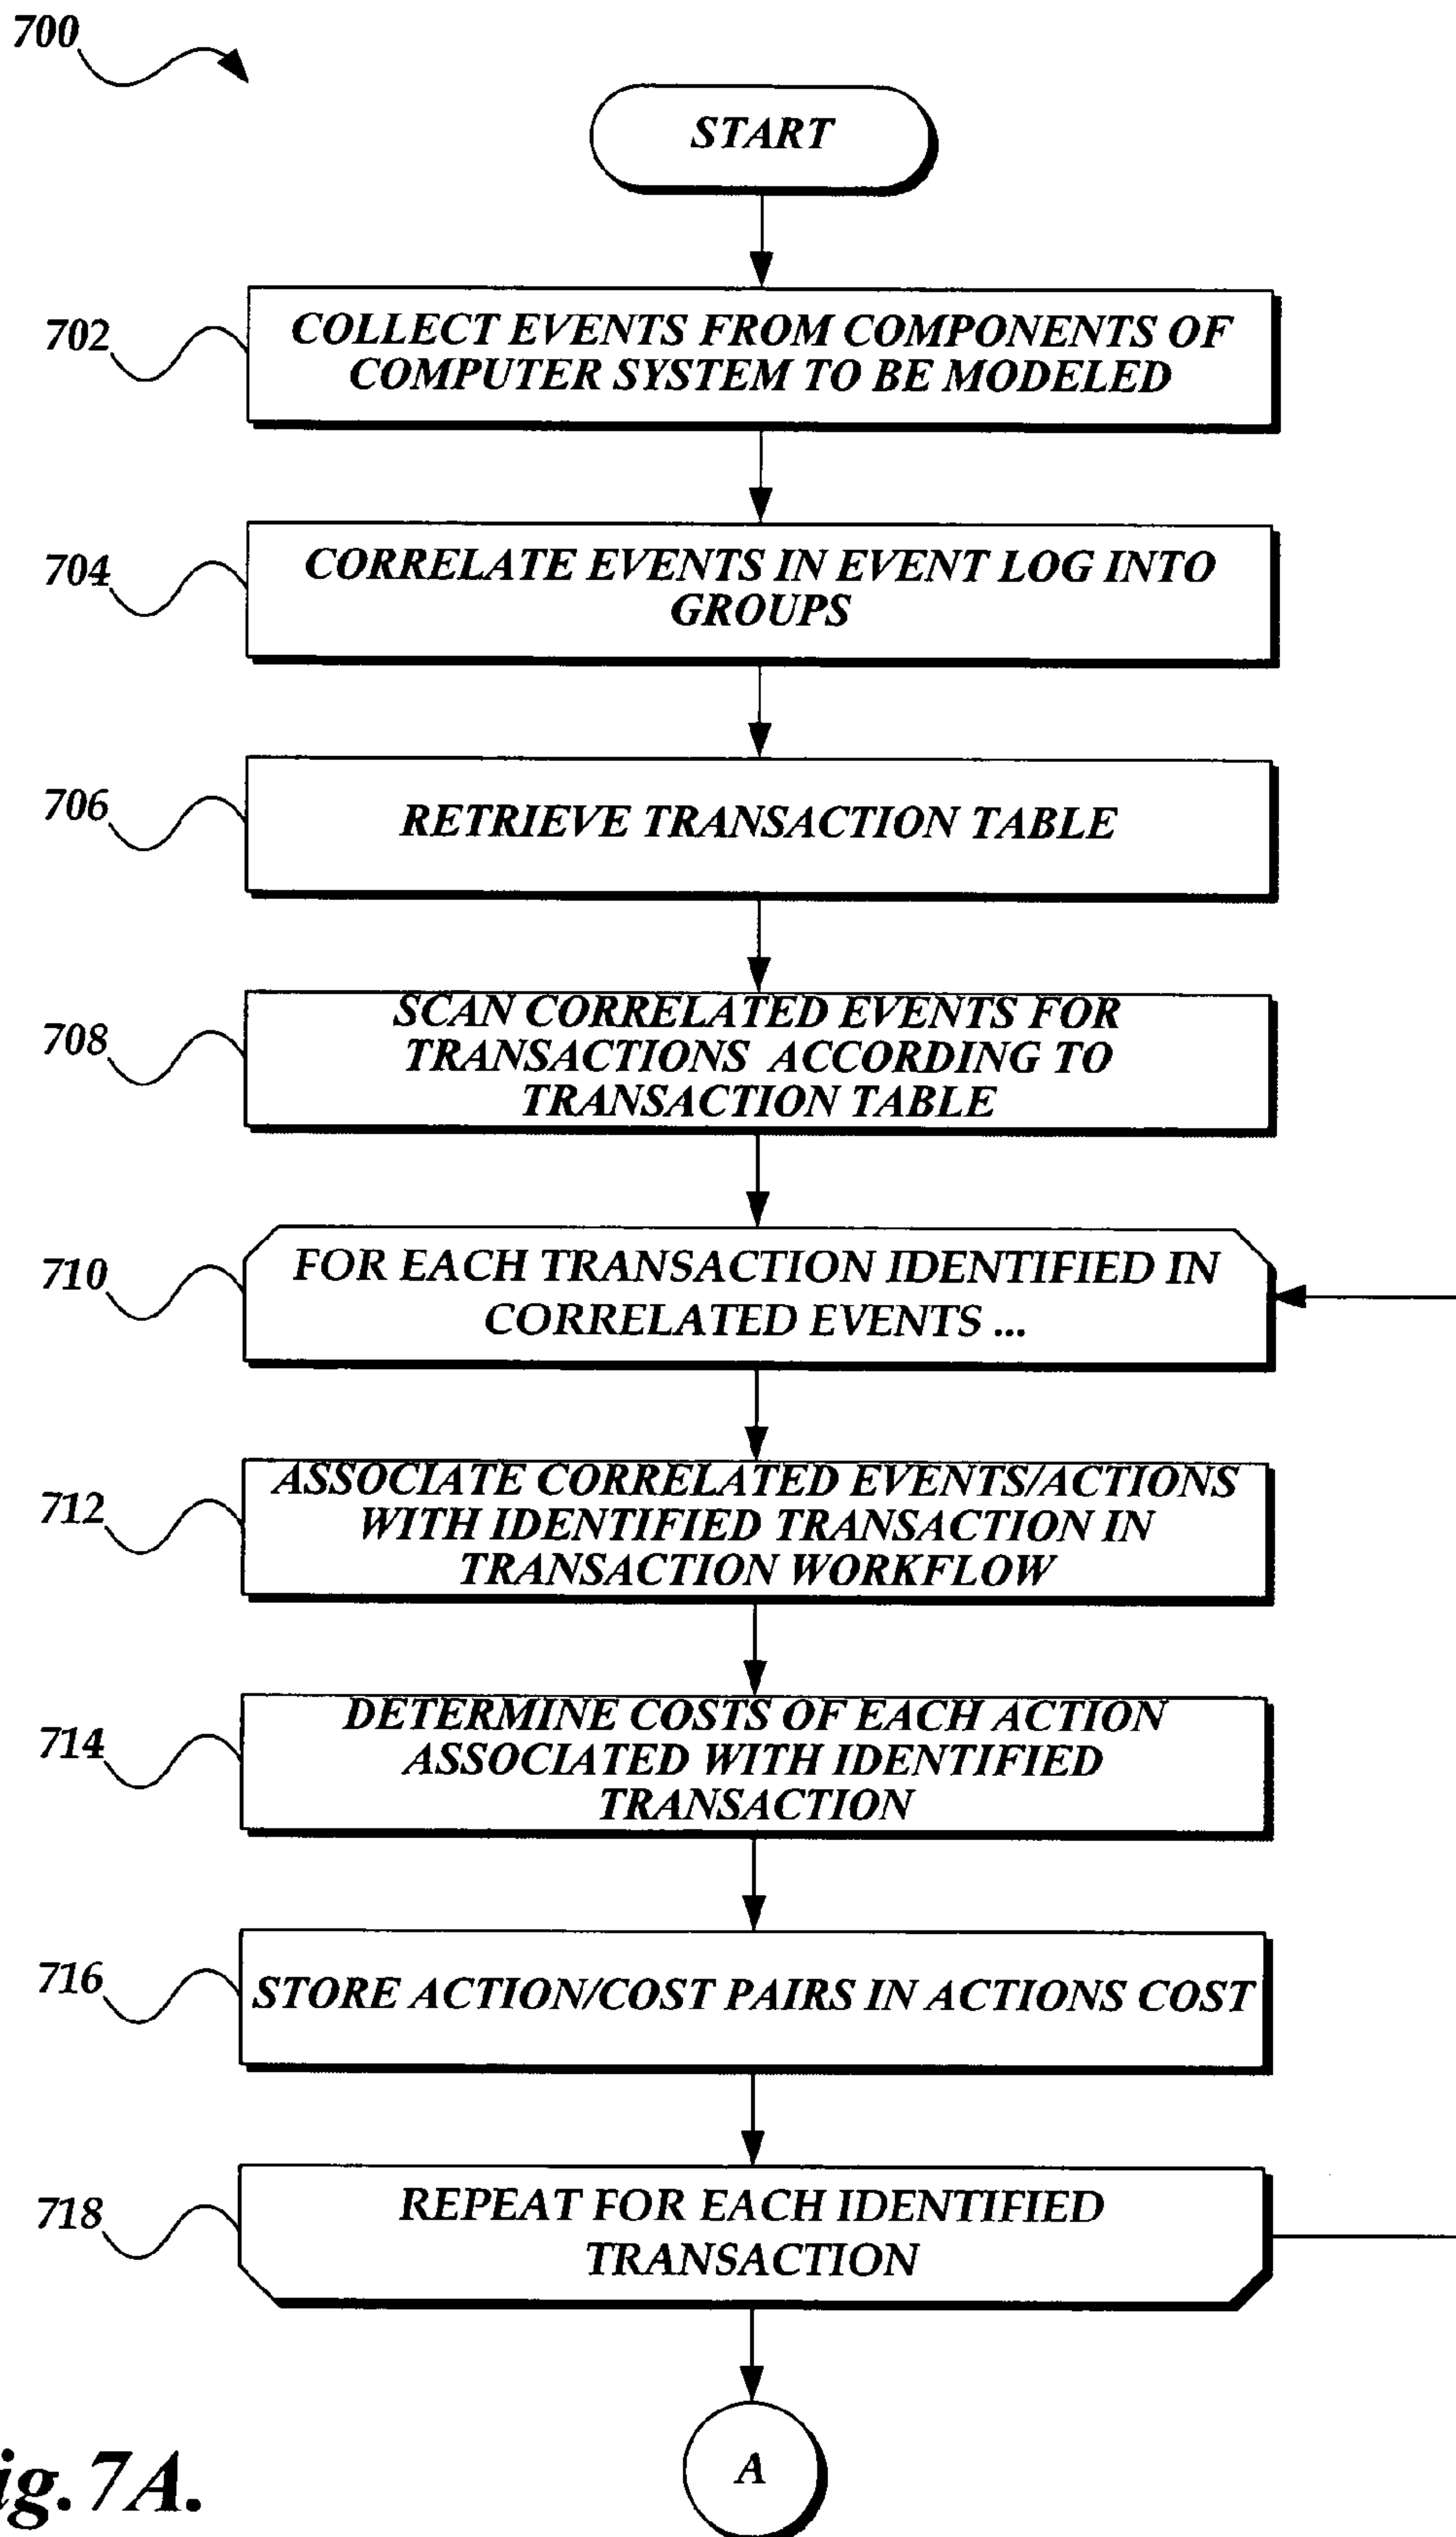 700
START
702
COLLECT EVENTS FROM COMPONENTS OF
COMPUTER SYSTEM TO BE MODELED
704
CORRELATE EVENTS IN EVENT LOG INTO
GROUPS
706
RETRIEVE TRANSACTION TABLE
708
SCAN CORRELATED EVENTS FOR
TRANSACTIONS ACCORDING TO
TRANSACTION TABLE
710
FOR EACH TRANSACTION IDENTIFIED IN
CORRELATED EVENTS ...
712
ASSOCIATE CORRELATED EVENTS/ACTIONS
WITH IDENTIFIED TRANSACTION IN
TRANSACTION WORKFLOW
714
DETERMINE COSTS OF EACH ACTION
ASSOCIATED WITH IDENTIFIED
TRANSACTION
716
STORE ACTION/COST PAIRS IN ACTIONS COST
718
REPEAT FOR EACH IDENTIFIED
TRANSACTION
A
ig.7A.